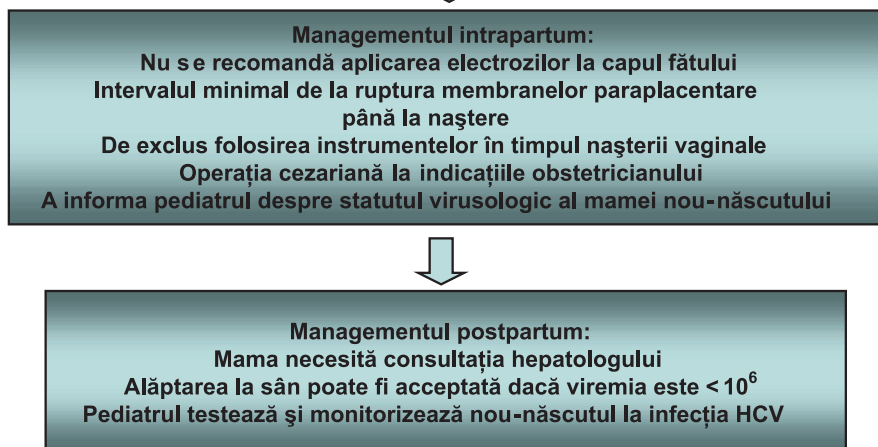 Managementul intrapartum:
Nu se recomandă aplicarea electrozilor la capul fătului
Intervalul minimal de la ruptura membranelor paraplacentare
până la naştere
De exclus folosirea instrumentelor în timpul naşterii vaginale
Operaţia cezariană la indicaţiile obstetricianului
A informa pediatrul despre statutul virusologic al mamei nou-născutului
Managementul postpartum:
Mama necesită consultaţia hepatologului
Alăptarea la sân poate fi acceptată dacă viremia este < 10⁶
Pediatrul testează şi monitorizează nou-născutul la infecţia HCV